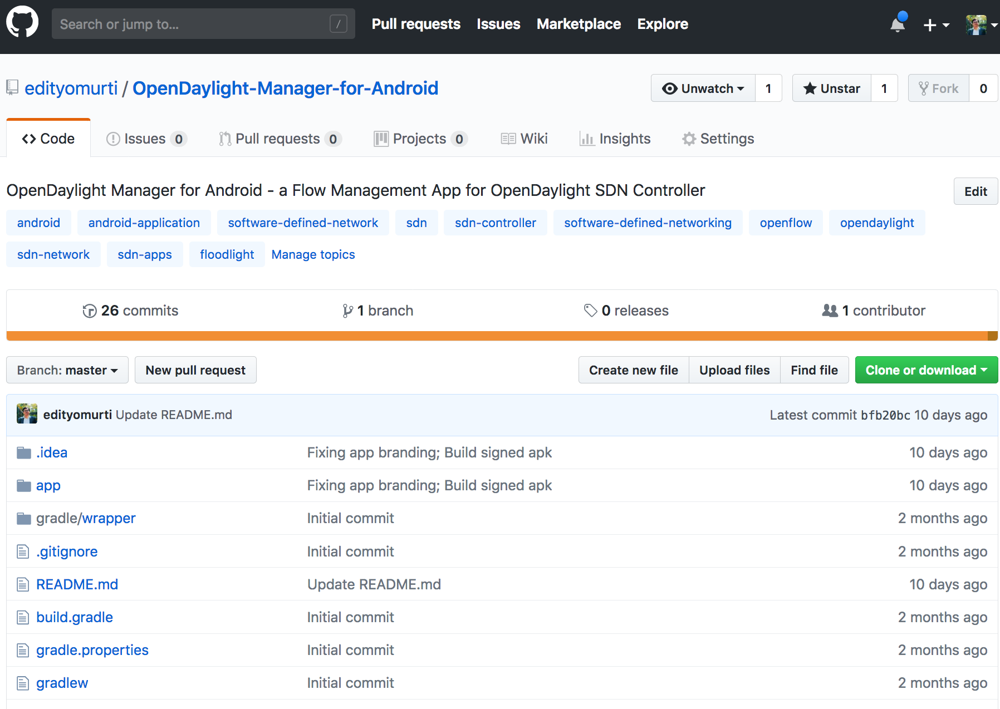 Search or jump to... / Pull requests Issues Marketplace Explore
edityomurti / OpenDaylight-Manager-for-Android Unwatch 1 Unstar 1 Fork 0
Code Issues 0 Pull requests 0 Projects 0 Wiki Insights Settings
OpenDaylight Manager for Android - a Flow Management App for OpenDaylight SDN Controller Edit
android android-application software-defined-network sdn sdn-controller software-defined-networking openflow opendaylight
sdn-network sdn-apps floodlight Manage topics
26 commits 1 branch 0 releases 1 contributor
Branch: master New pull request Create new file Upload files Find file Clone or download
edityomurti Update README.md Latest commit bfb20bc 10 days ago
.idea Fixing app branding; Build signed apk 10 days ago
app Fixing app branding; Build signed apk 10 days ago
gradle/wrapper Initial commit 2 months ago
.gitignore Initial commit 2 months ago
README.md Update README.md 10 days ago
build.gradle Initial commit 2 months ago
gradle.properties Initial commit 2 months ago
gradlew Initial commit 2 months ago